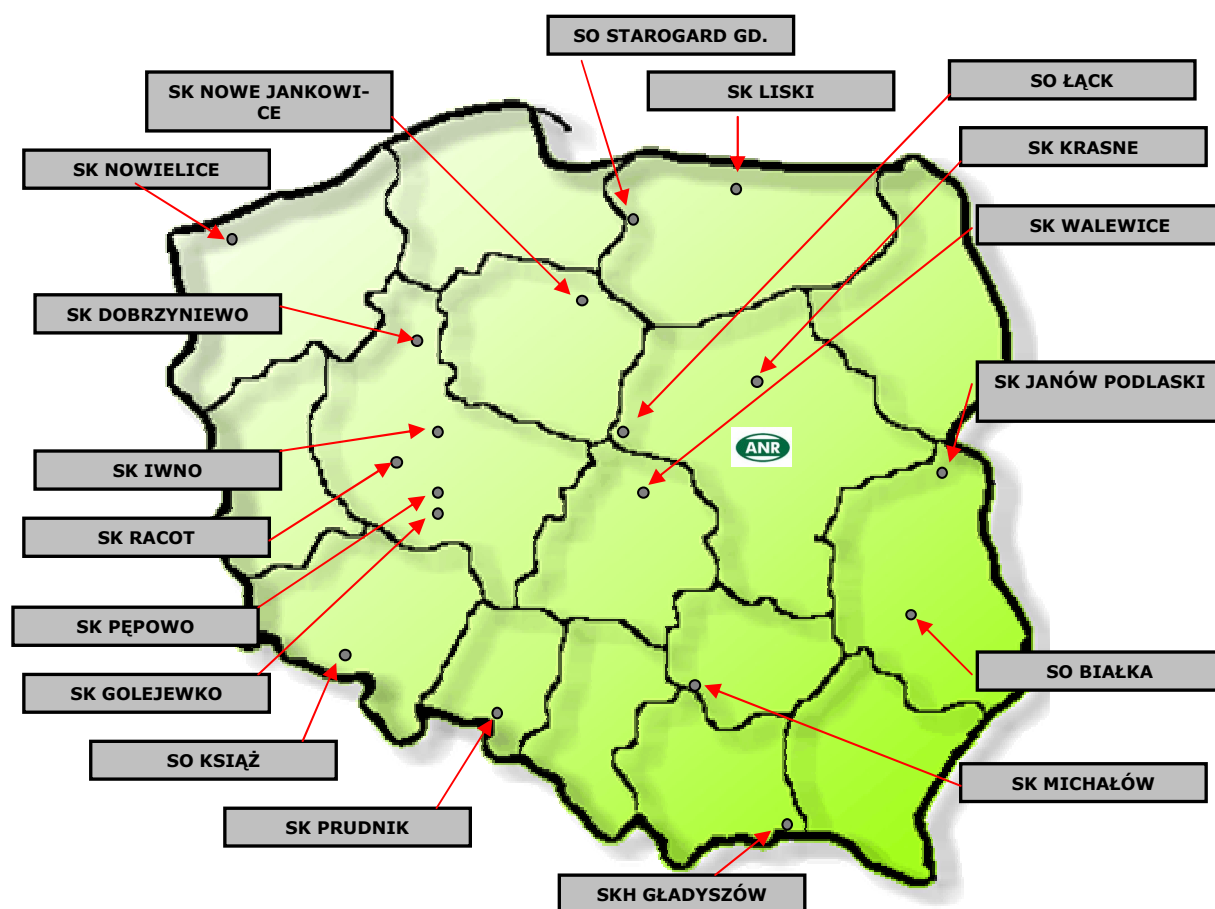 SO STAROGARD GD.
SK NOWE JANKOWI-
CE
SK LISKI
SO ŁĄCK
SK KRASNE
SK NOWIELICE
SK WALEWICE
SK DOBRZYNIEWO
SK JANÓW PODLASKI
ANR
SK IWNO
SK RACOT
SK PĘPOWO
SO BIAŁKA
SK GOLEJEWKO
SO KSIĄŻ
SK MICHAŁÓW
SK PRUDNIK
SKH GŁADYSZÓW